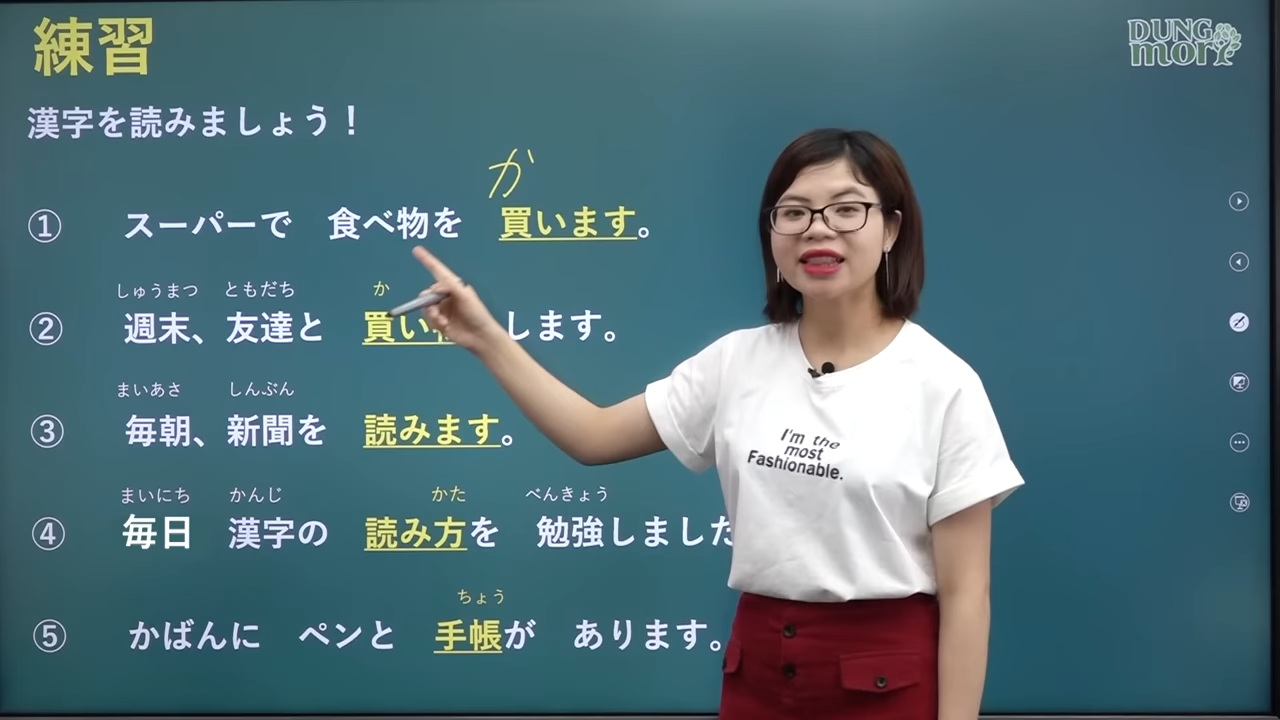 練習
DUNG
mori
漢字を読みましょう！
か
① スーパーで 食べ物を 買います。
しゅうまつ ともだち か
② 週末、友達と 買い します。
まいあさ しんぶん
③ 毎朝、新聞を 読みます。
まいにち かんじ かた べんきょう
④ 毎日 漢字の 読み方を 勉強しました
ちょう
⑤ かばんに ペンと 手帳が あります。
I'm the
most
Fashionable.